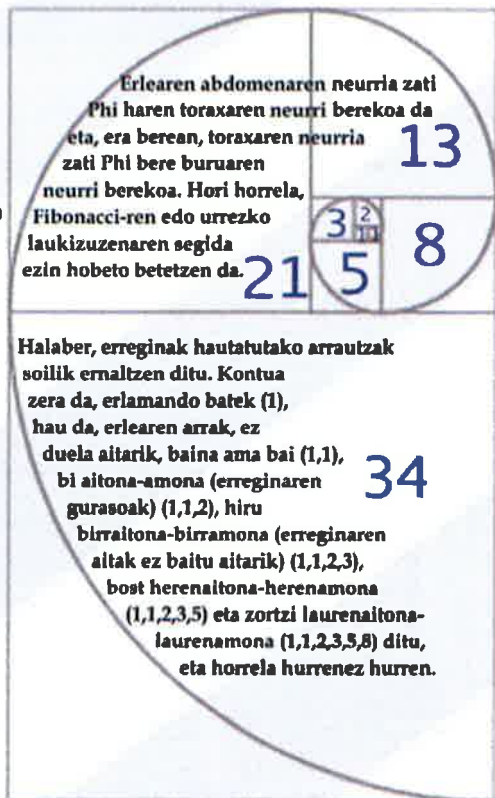 Erlearen abdomenaren neurria zati
Phi haren toraxaren neurri berekoa da
eta, era berean, toraxaren neurria
zati Phi bere buruaren
neurri berekoa. Hori horrela,
Fibonacci-ren edo urrezko
laukizuzenaren segida
ezin hobeto betetzen da.
21
13
3
2
1
1
8
5
Halaber, erreginak hautatutako arrautzak
soilik ernaltzen ditu. Kontua
zera da, erlamando batek (1),
hau da, erlearen arrak, ez
duela aitarik, baina ama bai (1,1),
bi aitona-amona (erreginaren
gurasoak) (1,1,2), hiru
birraitona-birramona (erreginaren
aitak ez baitu aitarik) (1,1,2,3),
bost herenaitona-herenamona
(1,1,2,3,5) eta zortzi laurenaitona-
laurenamona (1,1,2,3,5,8) ditu,
eta horrela hurrenez hurren.
34